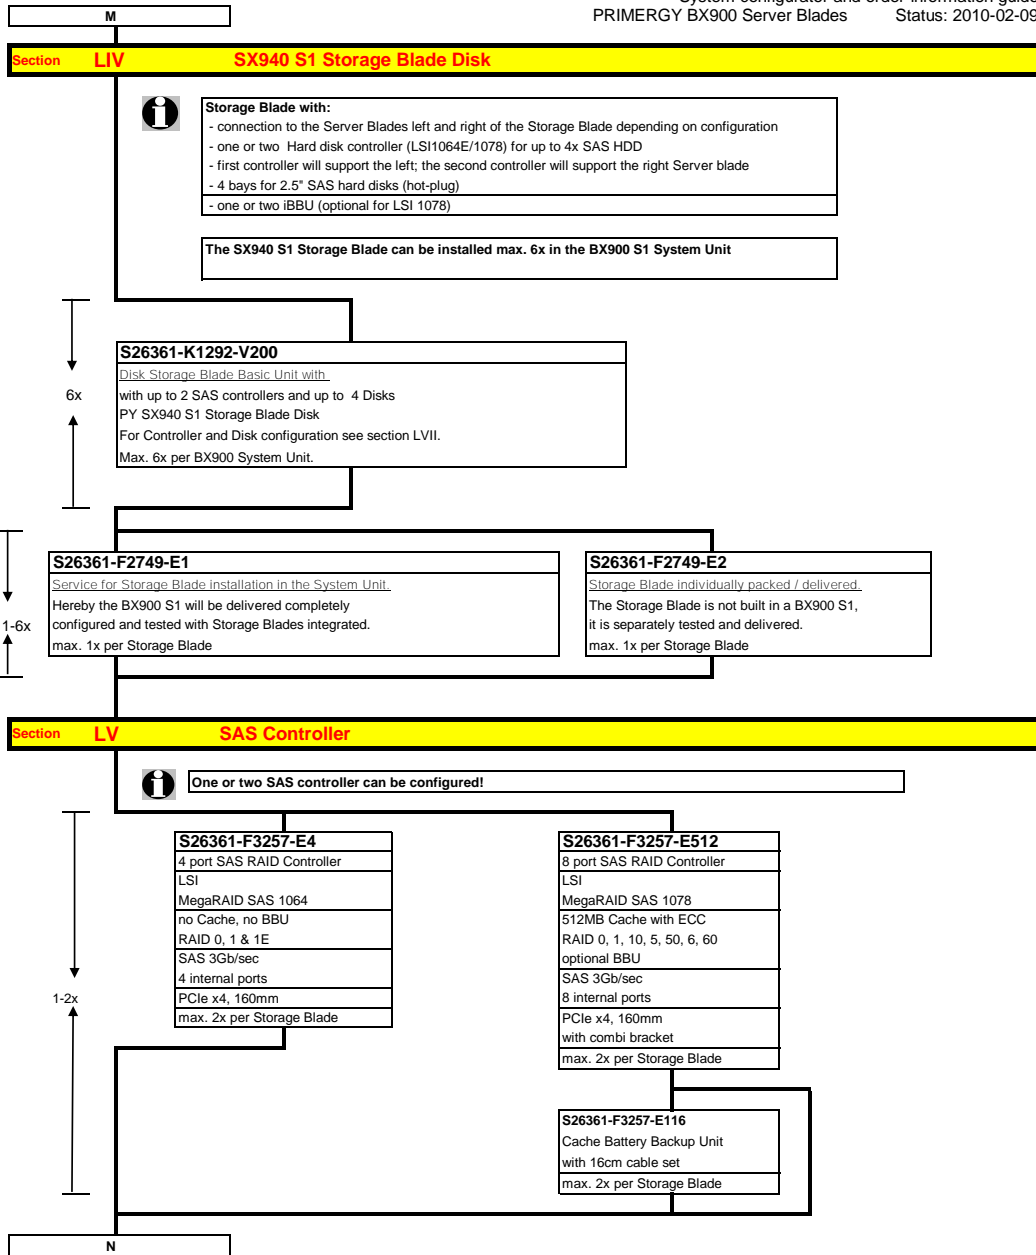 System configurator and order information guide
PRIMERGY BX900 Server Blades Status: 2010-02-09
M
Section LIV SX940 S1 Storage Blade Disk
Storage Blade with:
- connection to the Server Blades left and right of the Storage Blade depending on configuration
- one or two Hard disk controller (LSI1064E/1078) for up to 4x SAS HDD
- first controller will support the left; the second controller will support the right Server blade
- 4 bays for 2.5" SAS hard disks (hot-plug)
- one or two iBBU (optional for LSI 1078)
The SX940 S1 Storage Blade can be installed max. 6x in the BX900 S1 System Unit
6x
S26361-K1292-V200
Disk Storage Blade Basic Unit with
with up to 2 SAS controllers and up to 4 Disks
PY SX940 S1 Storage Blade Disk
For Controller and Disk configuration see section LVII.
Max. 6x per BX900 System Unit.
1-6x
S26361-F2749-E1
Service for Storage Blade installation in the System Unit.
Hereby the BX900 S1 will be delivered completely
configured and tested with Storage Blades integrated.
max. 1x per Storage Blade
S26361-F2749-E2
Storage Blade individually packed / delivered.
The Storage Blade is not built in a BX900 S1,
it is separately tested and delivered.
max. 1x per Storage Blade
Section LV SAS Controller
One or two SAS controller can be configured!
1-2x
S26361-F3257-E4
4 port SAS RAID Controller
LSI
MegaRAID SAS 1064
no Cache, no BBU
RAID 0, 1 & 1E
SAS 3Gb/sec
4 internal ports
PCIe x4, 160mm
max. 2x per Storage Blade
S26361-F3257-E512
8 port SAS RAID Controller
LSI
MegaRAID SAS 1078
512MB Cache with ECC
RAID 0, 1, 10, 5, 50, 6, 60
optional BBU
SAS 3Gb/sec
8 internal ports
PCIe x4, 160mm
with combi bracket
max. 2x per Storage Blade
S26361-F3257-E116
Cache Battery Backup Unit
with 16cm cable set
max. 2x per Storage Blade
N